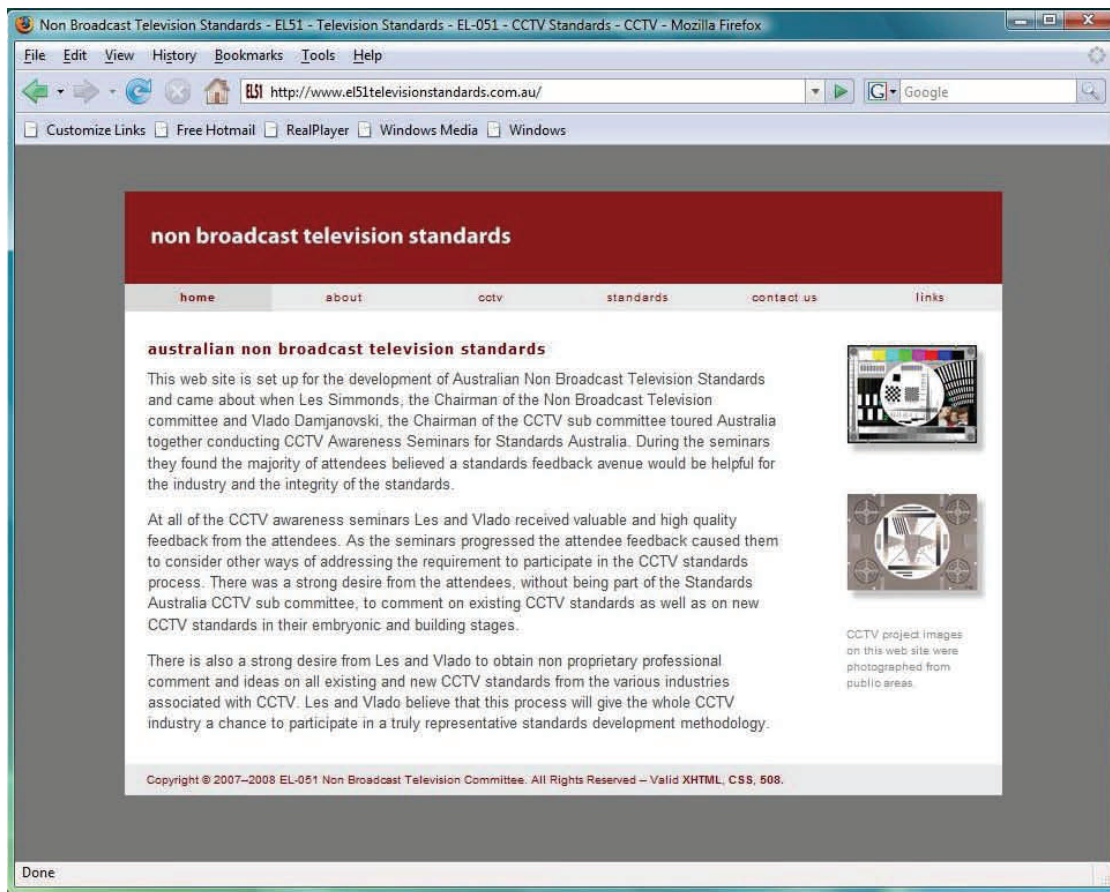 Non Broadcast Television Standards - EL51 - Television Standards - EL-051 - CCTV Standards - CCTV - Mozilla Firefox
File Edit View History Bookmarks Tools Help
EL51 http://www.el51televisionstandards.com.au/ G Google
Customize Links Free Hotmail RealPlayer Windows Media Windows
non broadcast television standards
home about cctv standards contact us links
australian non broadcast television standards
This web site is set up for the development of Australian Non Broadcast Television Standards
and came about when Les Simmonds, the Chairman of the Non Broadcast Television
committee and Vlado Damjanovski, the Chairman of the CCTV sub committee toured Australia
together conducting CCTV Awareness Seminars for Standards Australia. During the seminars
they found the majority of attendees believed a standards feedback avenue would be helpful for
the industry and the integrity of the standards.
At all of the CCTV awareness seminars Les and Vlado received valuable and high quality
feedback from the attendees. As the seminars progressed the attendee feedback caused them
to consider other ways of addressing the requirement to participate in the CCTV standards
process. There was a strong desire from the attendees, without being part of the Standards
Australia CCTV sub committee, to comment on existing CCTV standards as well as on new
CCTV standards in their embryonic and building stages.
There is also a strong desire from Les and Vlado to obtain non proprietary professional
comment and ideas on all existing and new CCTV standards from the various industries
associated with CCTV. Les and Vlado believe that this process will give the whole CCTV
industry a chance to participate in a truly representative standards development methodology.
CCTV project images
on this web site were
photographed from
public areas.
Copyright © 2007–2008 EL-051 Non Broadcast Television Committee. All Rights Reserved – Valid XHTML, CSS, 508.
Done